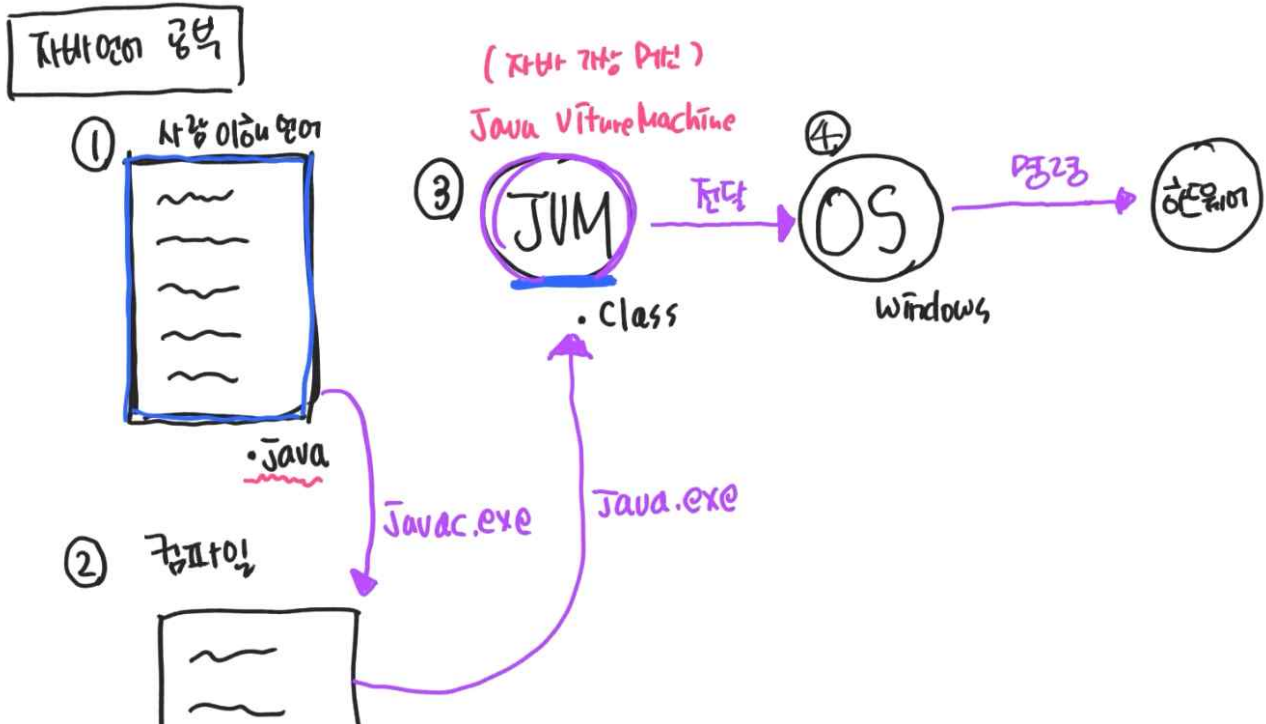 자바언어 공부
① 사람 이해 언어
.java
Javac.exe
② 컴파일
Java.exe
(자바 가상 머신)
Java Viture Machine
③ JVM
.Class
전달
④
OS
Windows
명령
하드웨어